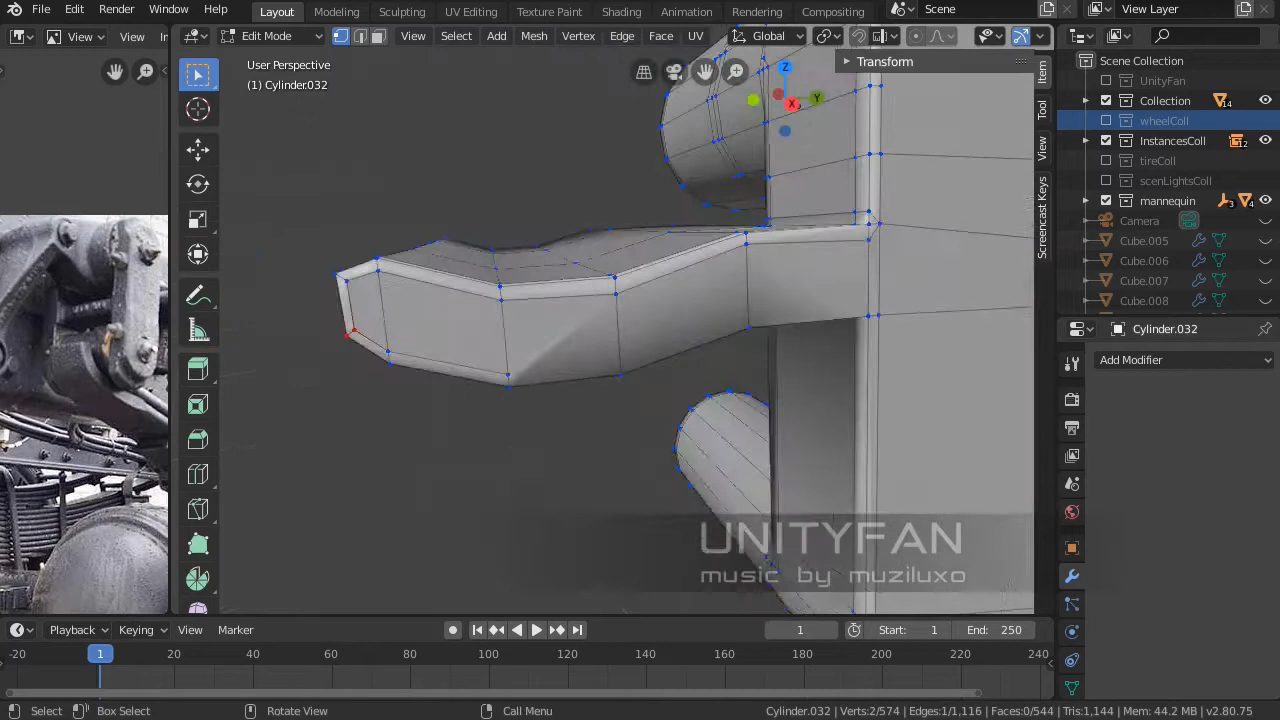 File Edit Render Window Help Layout Modeling Sculpting UV Editing Texture Paint Shading Animation Rendering Compositing Scene View Layer
View View Edit Mode View Select Add Mesh Vertex Edge Face UV Global
User Perspective
(1) Cylinder.032
Transform
Item
Tool
View
Screencast Keys
X
Y
Z
Scene Collection
UnityFan
Collection 14
wheelColl
InstancesColl 12
tireColl
scenLightsColl
mannequin 3 4
Camera
Cube.005
Cube.006
Cube.007
Cube.008
Cylinder.032
Add Modifier
UNITYFAN
music by muziluxo
Playback Keying View Marker 1 Start: 1 End: 250
-20 1 20 40 60 80 100 120 140 160 180 200 220 240
Select Box Select Rotate View Call Menu Cylinder.032 | Verts:2/574 | Edges:1/1,116 | Faces:0/544 | Tris:1,144 | Mem: 44.2 MB | v2.80.75